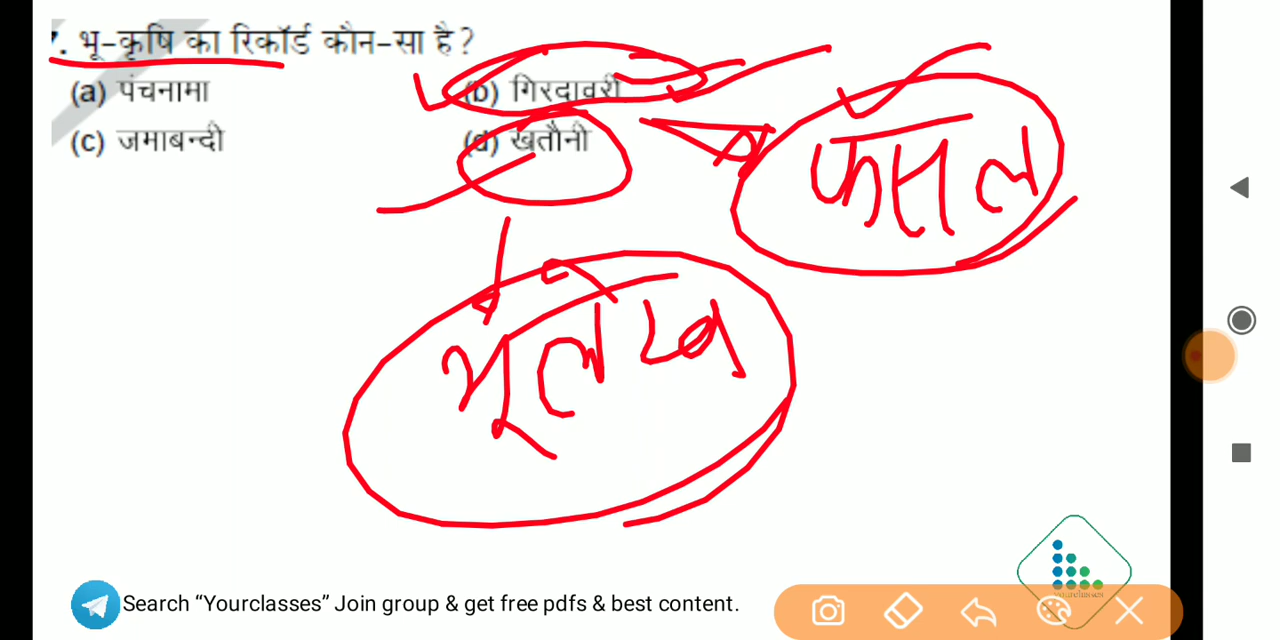 . भू-कृषि का रिकॉर्ड कौन-सा है?
(a) पंचनामा (b) गिरदावरी
(c) जमाबन्दी (d) खतौनी
फसल
भूलेख
Search “Yourclasses” Join group & get free pdfs & best content.